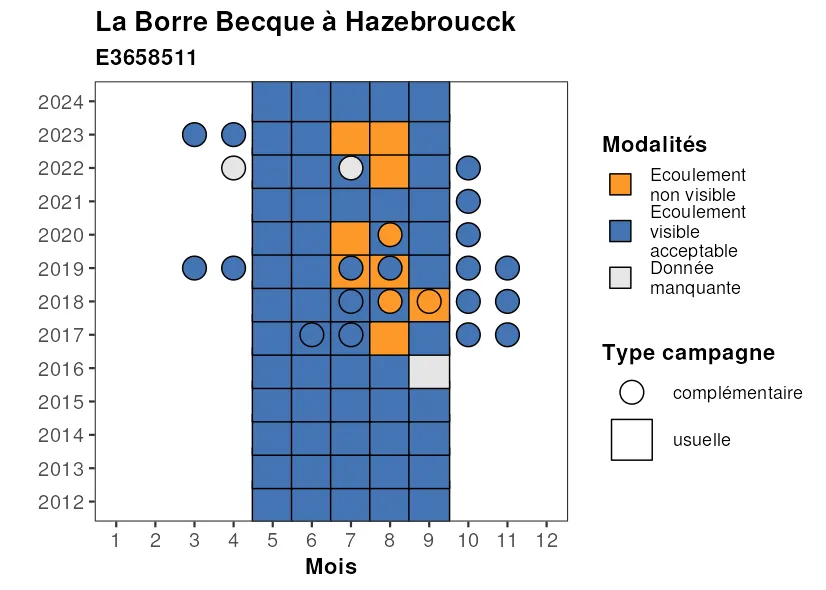 La Borre Becque à Hazebroucck
E3658511
2024
2023
2022
2021
2020
2019
2018
2017
2016
2015
2014
2013
2012
1 2 3 4 5 6 7 8 9 10 11 12
Mois
Modalités
Ecoulement
non visible
Ecoulement
visible
acceptable
Donnée
manquante
Type campagne
complémentaire
usuelle